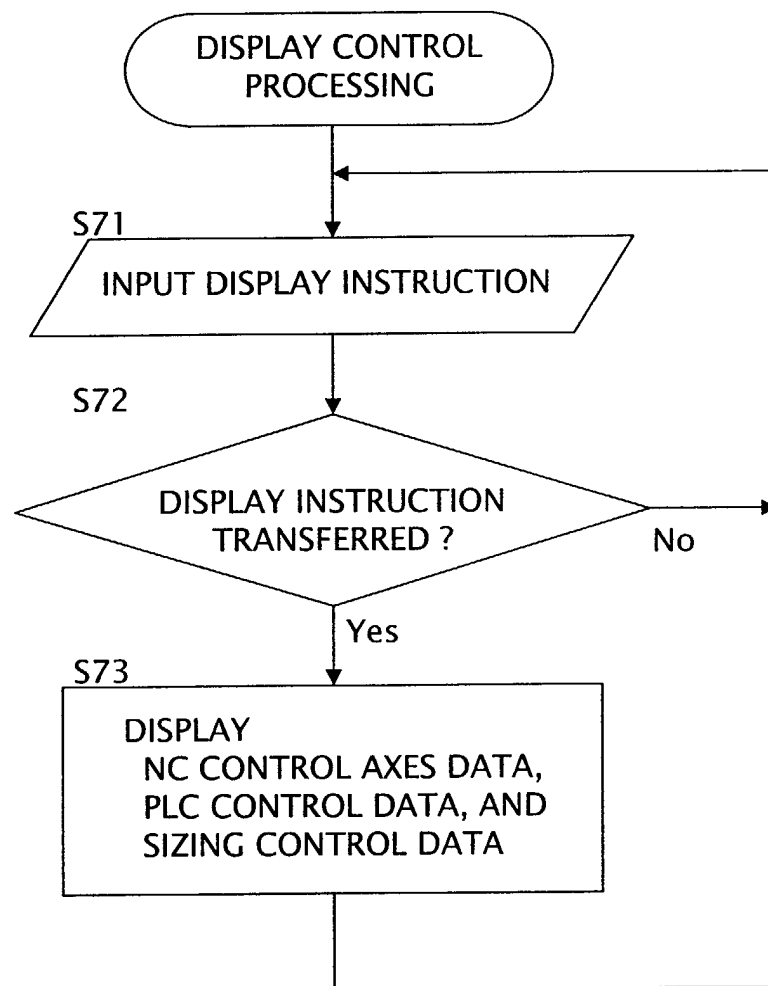 DISPLAY CONTROL
PROCESSING
S71
INPUT DISPLAY INSTRUCTION
S72
DISPLAY INSTRUCTION
TRANSFERRED ?
No
Yes
S73
DISPLAY
NC CONTROL AXES DATA,
PLC CONTROL DATA, AND
SIZING CONTROL DATA